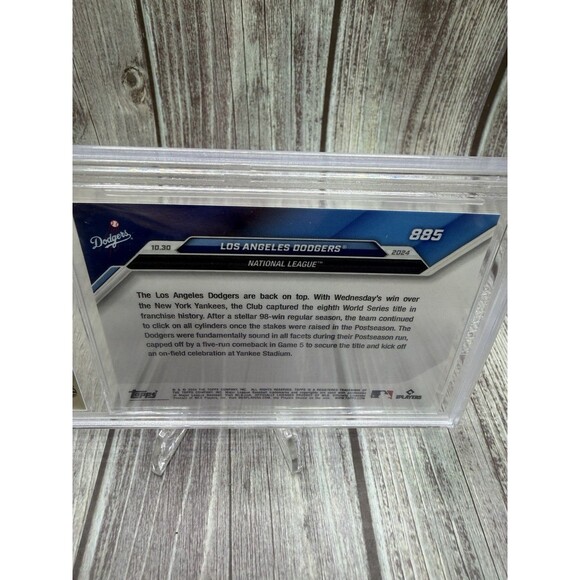 Dodgers
10.30
LOS ANGELES DODGERS®
2024
885
NATIONAL LEAGUE™
The Los Angeles Dodgers are back on top. With Wednesday's win over
the New York Yankees, the Club captured the eighth World Series title in
franchise history. After a stellar 98-win regular season, the team continued
to click on all cylinders once the stakes were raised in the Postseason. The
Dodgers were fundamentally sound in all facets during their Postseason run,
capped off by a five-run comeback in Game 5 to secure the title and kick off
an on-field celebration at Yankee Stadium.
TOPPS
PLAYERS